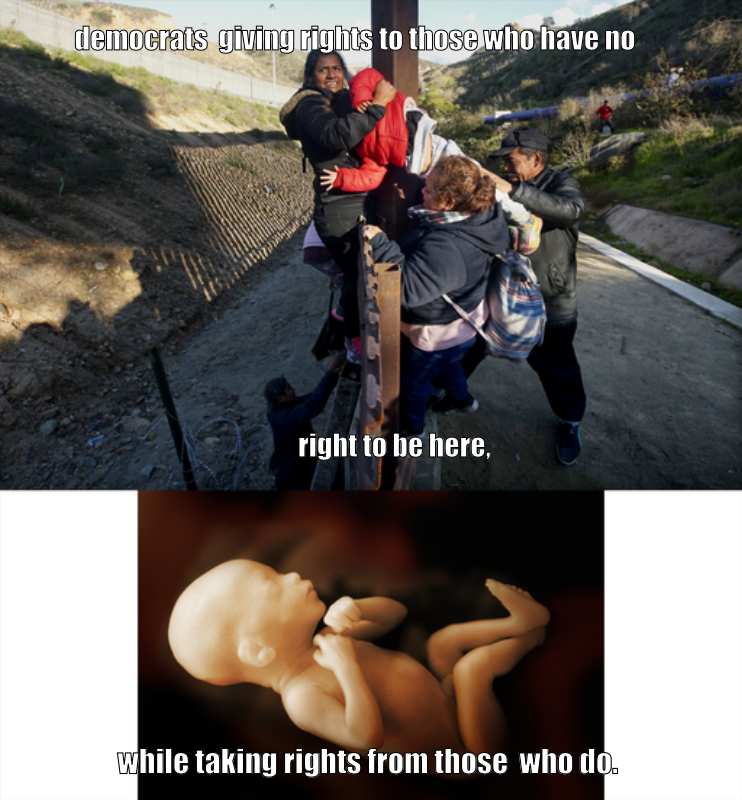 democrats  giving rights to those who have no
right to be here,
while taking rights from those  who do.